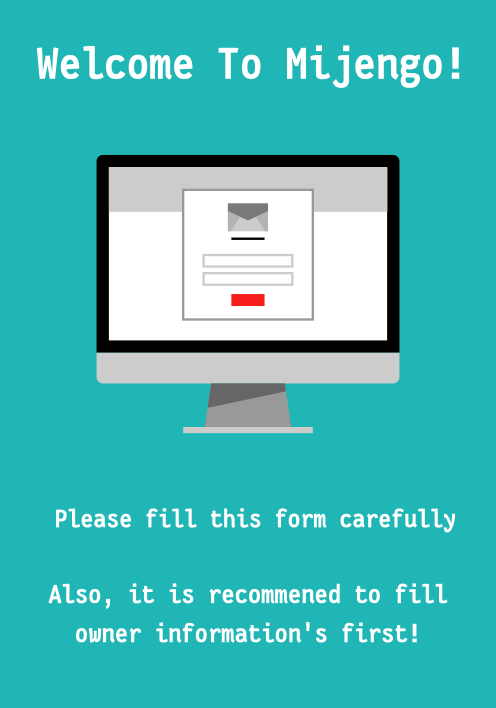 Welcome To Mijengo!
Please fill this form carefully
Also, it is recommened to fill
owner information's first!